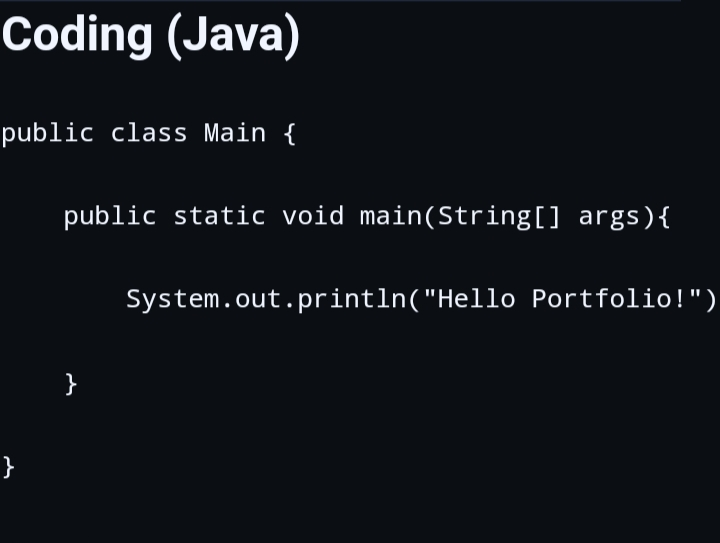 Coding (Java)
public class Main {
    public static void main(String[] args){
        System.out.println("Hello Portfolio!")
    }
}